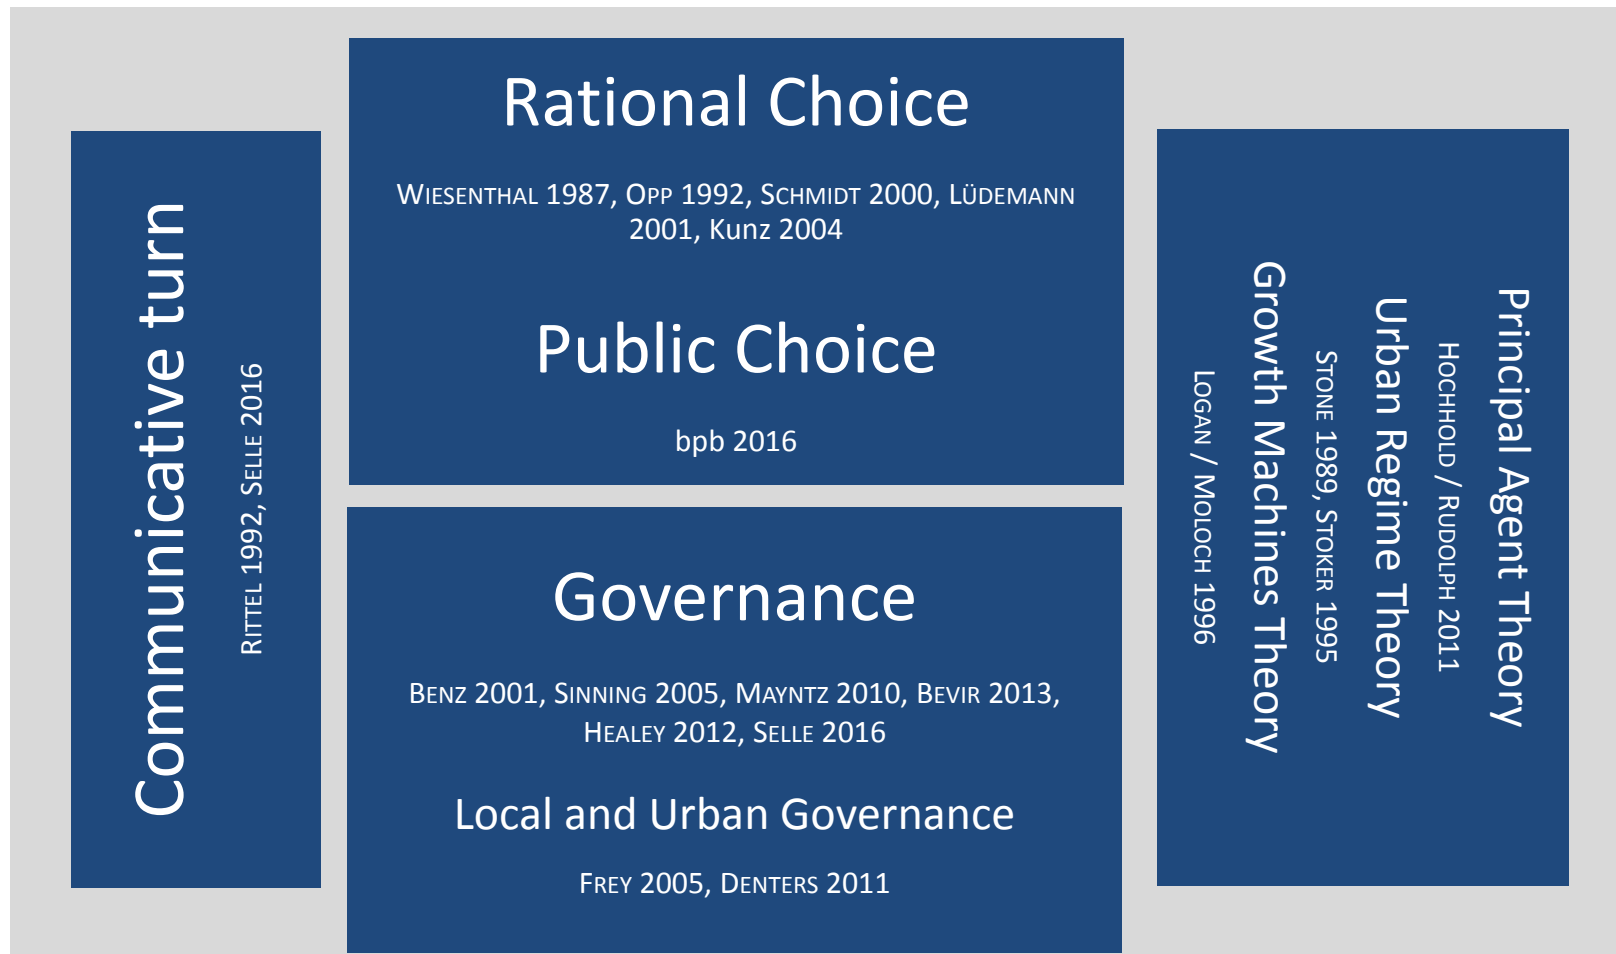 Communicative turn
RITTEL 1992, SELLE 2016
Rational Choice
WIESENTHAL 1987, OPP 1992, SCHMIDT 2000, LÜDEMANN
2001, Kunz 2004
Public Choice
bpb 2016
Governance
BENZ 2001, SINNING 2005, MAYNTZ 2010, BEVIR 2013,
HEALEY 2012, SELLE 2016
Local and Urban Governance
FREY 2005, DENTERS 2011
Principal Agent Theory
HOCHHOLD / RUDOLPH 2011
Urban Regime Theory
STONE 1989, STOKER 1995
Growth Machines Theory
LOGAN / MOLOCH 1996